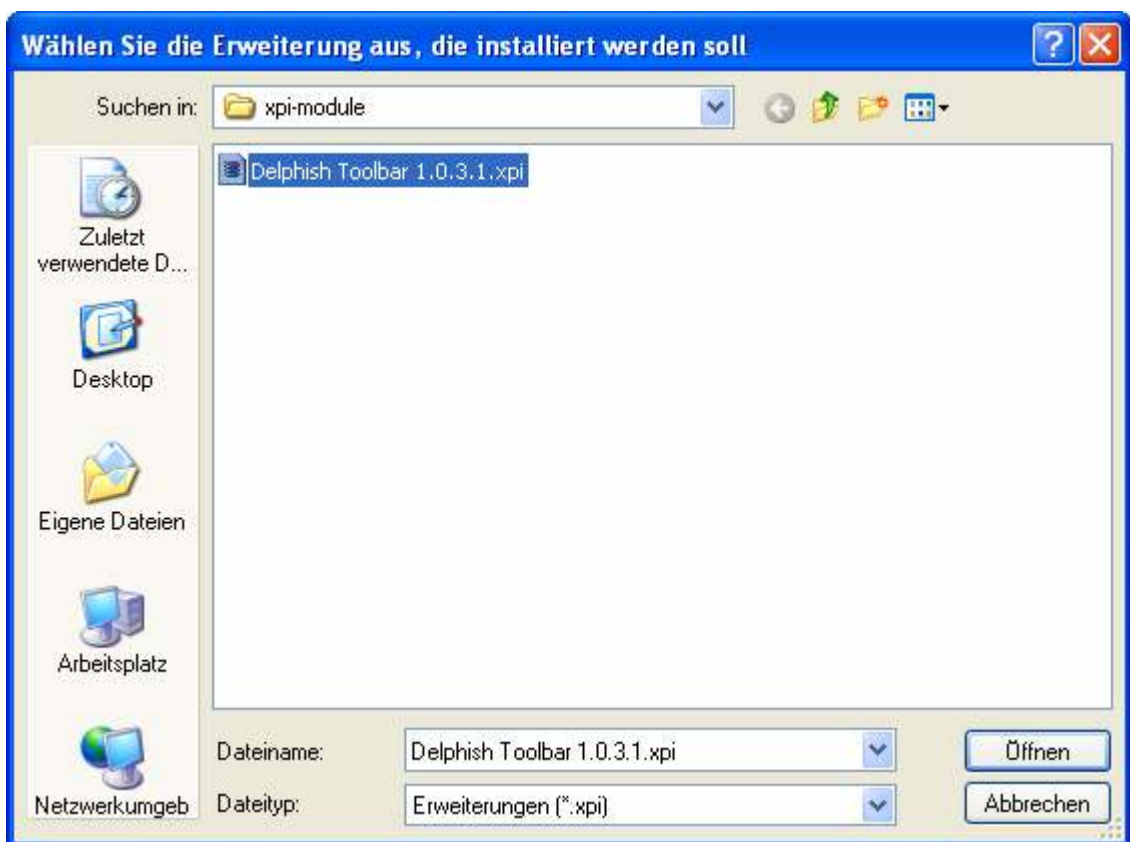 Wählen Sie die Erweiterung aus, die installiert werden soll
Suchen in:
xpi-module
Delphish Toolbar 1.0.3.1.xpi
Zuletzt
verwendete D...
Desktop
Eigene Dateien
Arbeitsplatz
Netzwerkumgeb
Dateiname:
Delphish Toolbar 1.0.3.1.xpi
Öffnen
Dateityp:
Erweiterungen (*.xpi)
Abbrechen